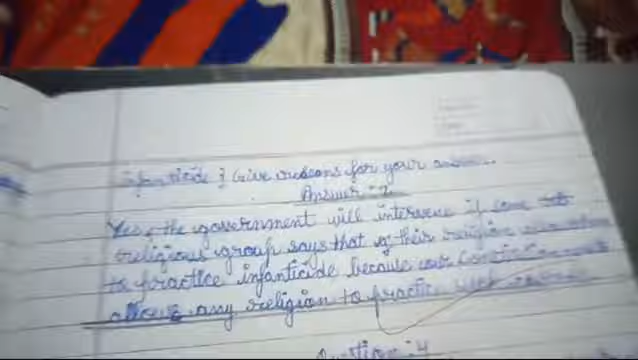 infanticide? Give reasons for your
Answer:-2
Yes, the government will intervene if some
religious group says that if their religion
to practice infanticide because our Constitution
allows any religion to practice such
Question:-4